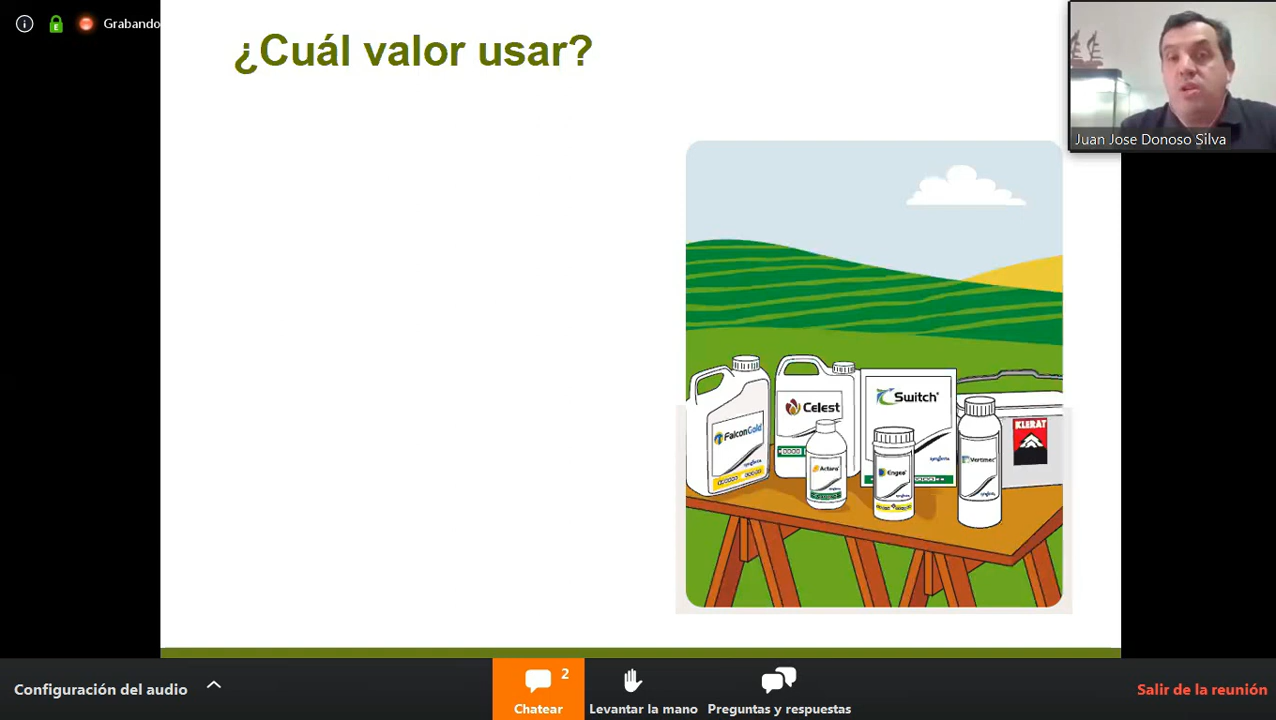 Grabando
¿Cuál valor usar?
Juan Jose Donoso Silva
FalconGold
Celest
Switch
syngenta
Actara
Engeo
Vertimec
KLERAT
Configuración del audio
2
Chatear
Levantar la mano
Preguntas y respuestas
Salir de la reunión